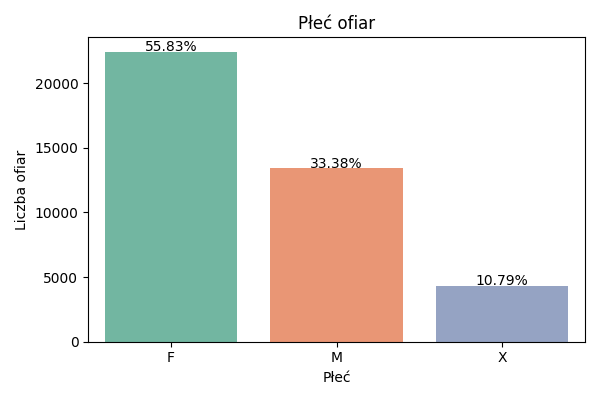 Płeć ofiar
55.83%
33.38%
10.79%
20000
15000
10000
5000
0
Liczba ofiar
F M X
Płeć